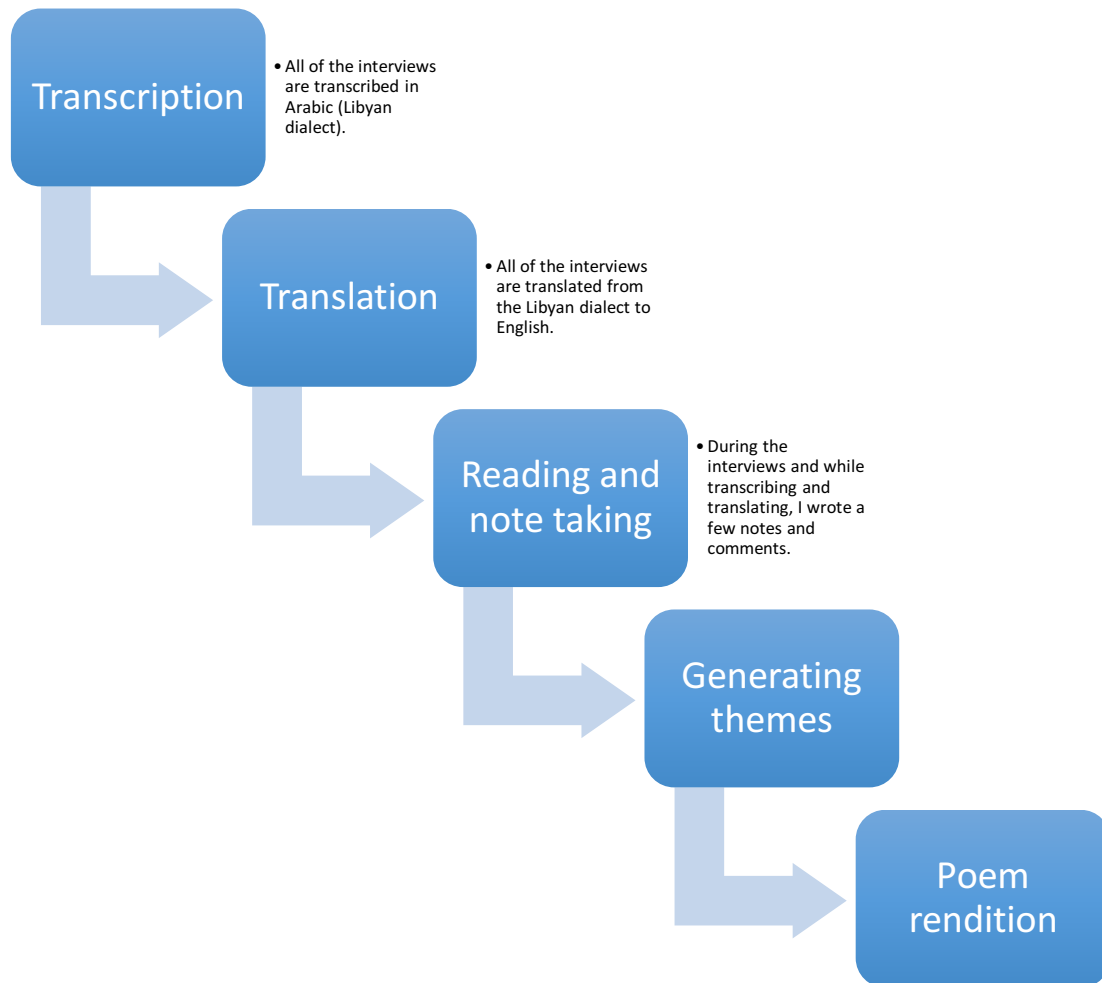 Transcription
• All of the interviews
are transcribed in
Arabic (Libyan
dialect).
Translation
• All of the interviews
are translated from
the Libyan dialect to
English.
Reading and
note taking
• During the
interviews and while
transcribing and
translating, I wrote a
few notes and
comments.
Generating
themes
Poem
rendition